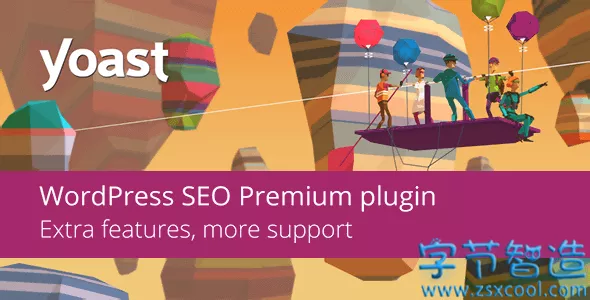 yoast
WordPress SEO Premium plugin
Extra features, more support
字节智造
www.zsxcool.com